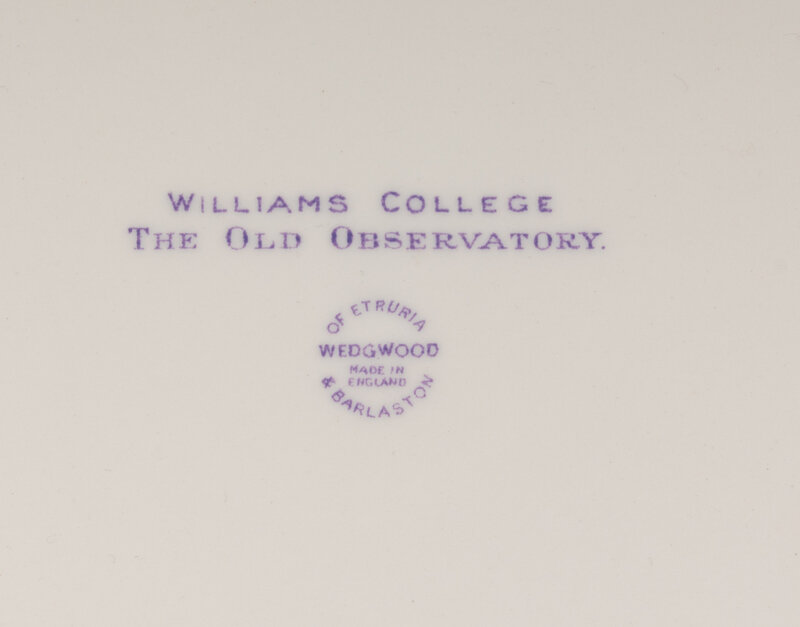 WILLIAMS COLLEGE
THE OLD OBSERVATORY.
OF ETRURIA
WEDGWOOD
MADE IN
ENGLAND
& BARLASTON